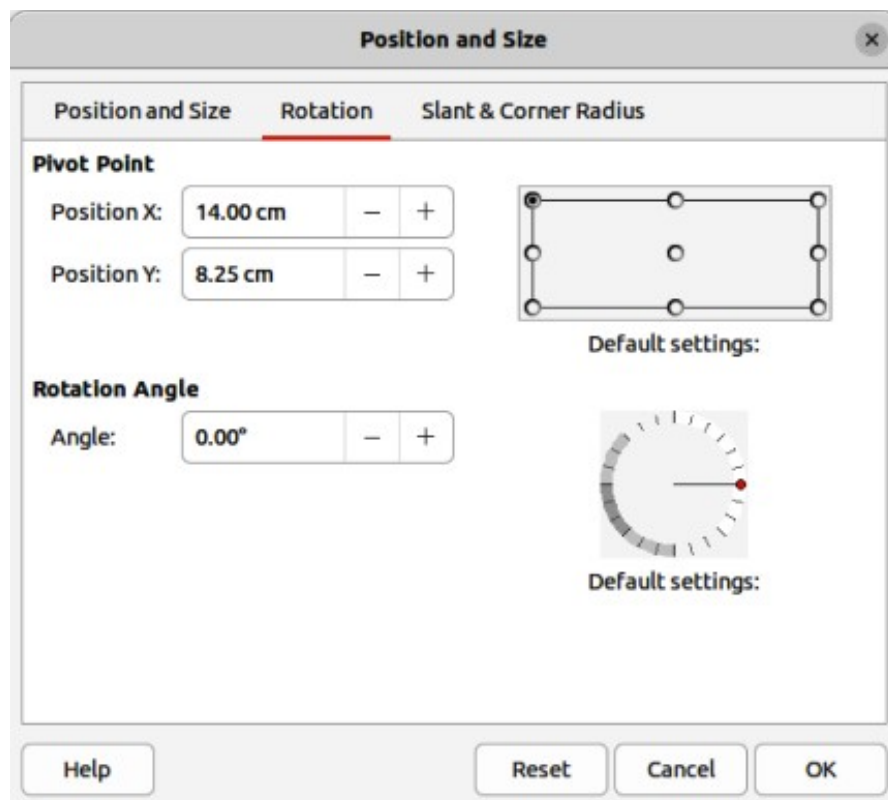 Position and Size
Position and Size Rotation Slant & Corner Radius
Pivot Point
Position X: 14.00 cm − +
Position Y: 8.25 cm − +
Default settings:
Rotation Angle
Angle: 0.00° − +
Default settings:
Help Reset Cancel OK